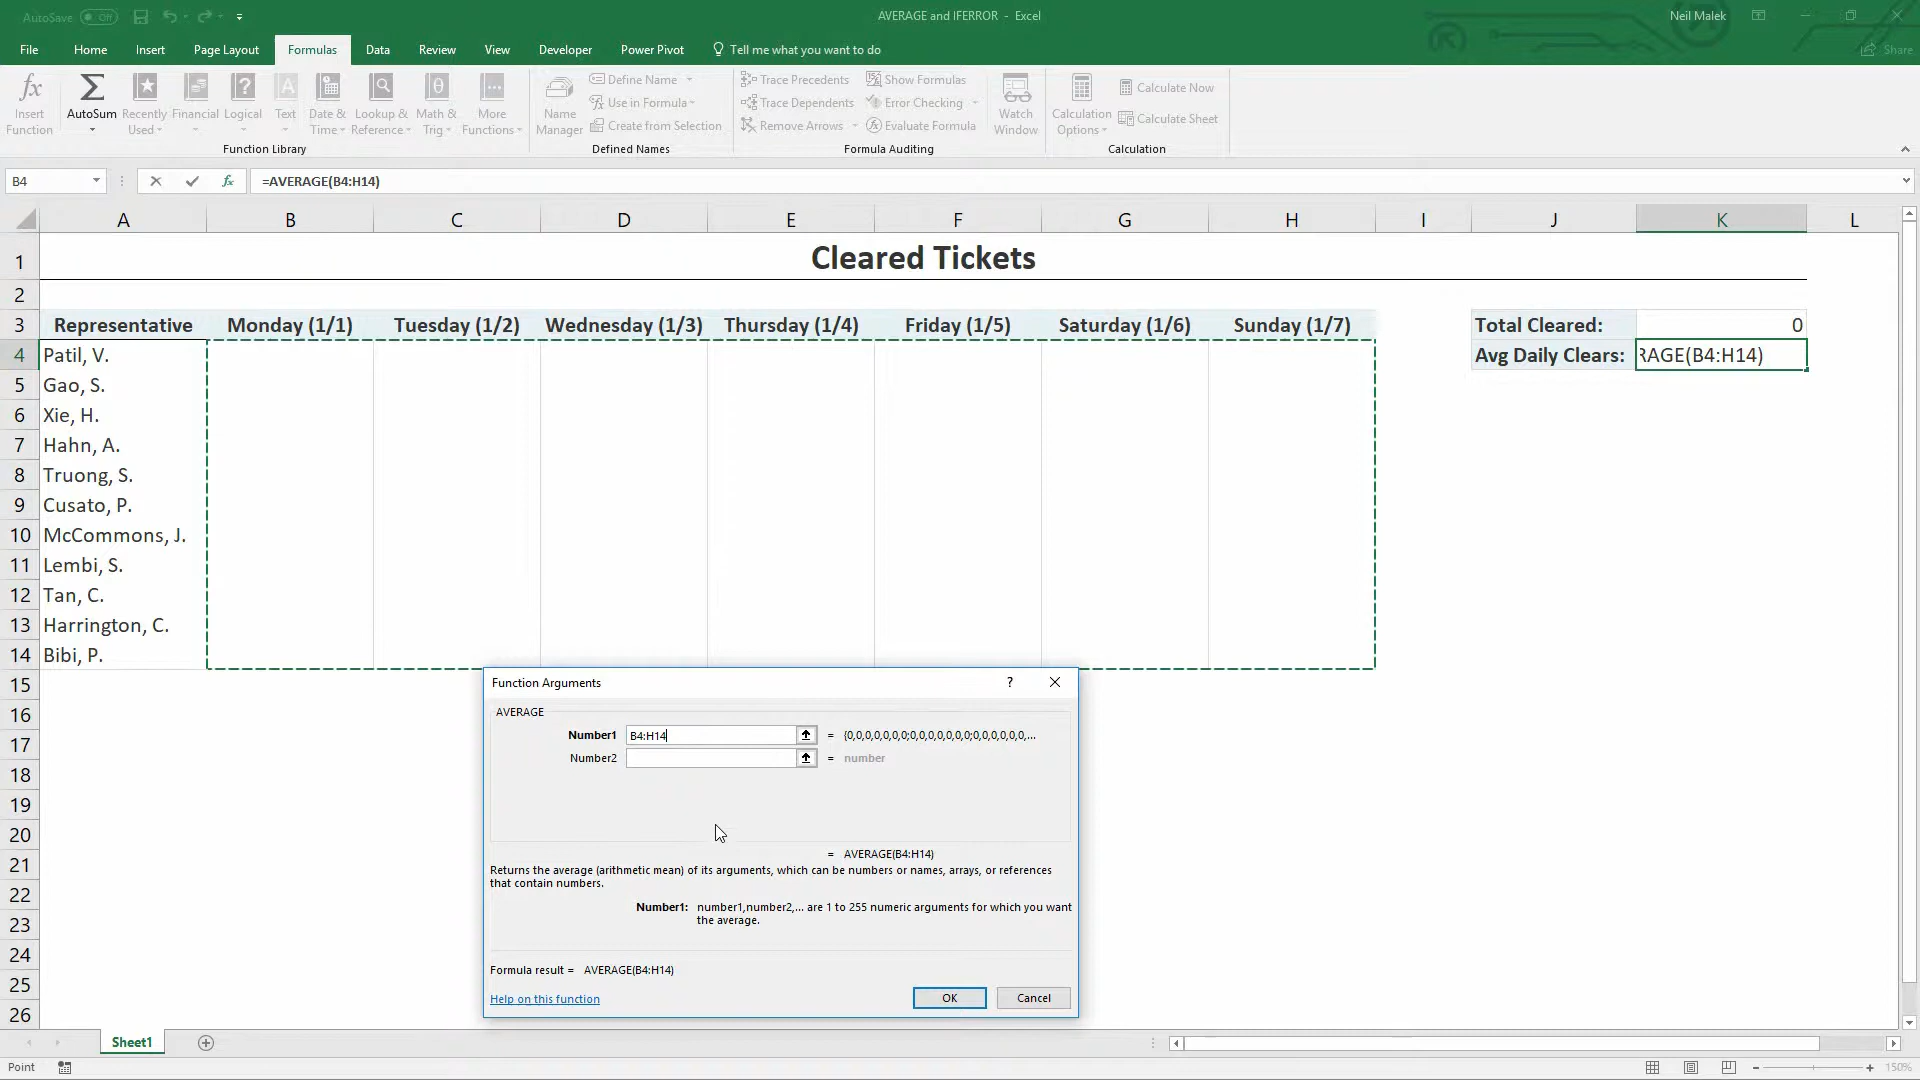 AutoSave Off
AVERAGE and IFERROR - Excel
Neil Malek
File Home Insert Page Layout Formulas Data Review View Developer Power Pivot Tell me what you want to do Share
fx Insert Function
Σ AutoSum
Recently Used
Financial
Logical
Text
Date & Time
Lookup & Reference
Math & Trig
More Functions
Function Library
Name Manager
Define Name
Use in Formula
Create from Selection
Defined Names
Trace Precedents
Trace Dependents
Remove Arrows
Show Formulas
Error Checking
Evaluate Formula
Watch Window
Formula Auditing
Calculation Options
Calculate Now
Calculate Sheet
Calculation
B4 fx =AVERAGE(B4:H14)
A B C D E F G H I J K L
1 Cleared Tickets
2
3 Representative Monday (1/1) Tuesday (1/2) Wednesday (1/3) Thursday (1/4) Friday (1/5) Saturday (1/6) Sunday (1/7) Total Cleared: 0
4 Patil, V. Avg Daily Clears: RAGE(B4:H14)
5 Gao, S.
6 Xie, H.
7 Hahn, A.
8 Truong, S.
9 Cusato, P.
10 McCommons, J.
11 Lembi, S.
12 Tan, C.
13 Harrington, C.
14 Bibi, P.
15
16
17
18
19
20
21
22
23
24
25
26
Function Arguments ?
AVERAGE
Number1 B4:H14 = {0,0,0,0,0,0,0;0,0,0,0,0,0,0;0,0,0,0,0,0,...
Number2 = number
= AVERAGE(B4:H14)
Returns the average (arithmetic mean) of its arguments, which can be numbers or names, arrays, or references
that contain numbers.
Number1: number1,number2,... are 1 to 255 numeric arguments for which you want
the average.
Formula result = AVERAGE(B4:H14)
Help on this function OK Cancel
Sheet1
Point 150%